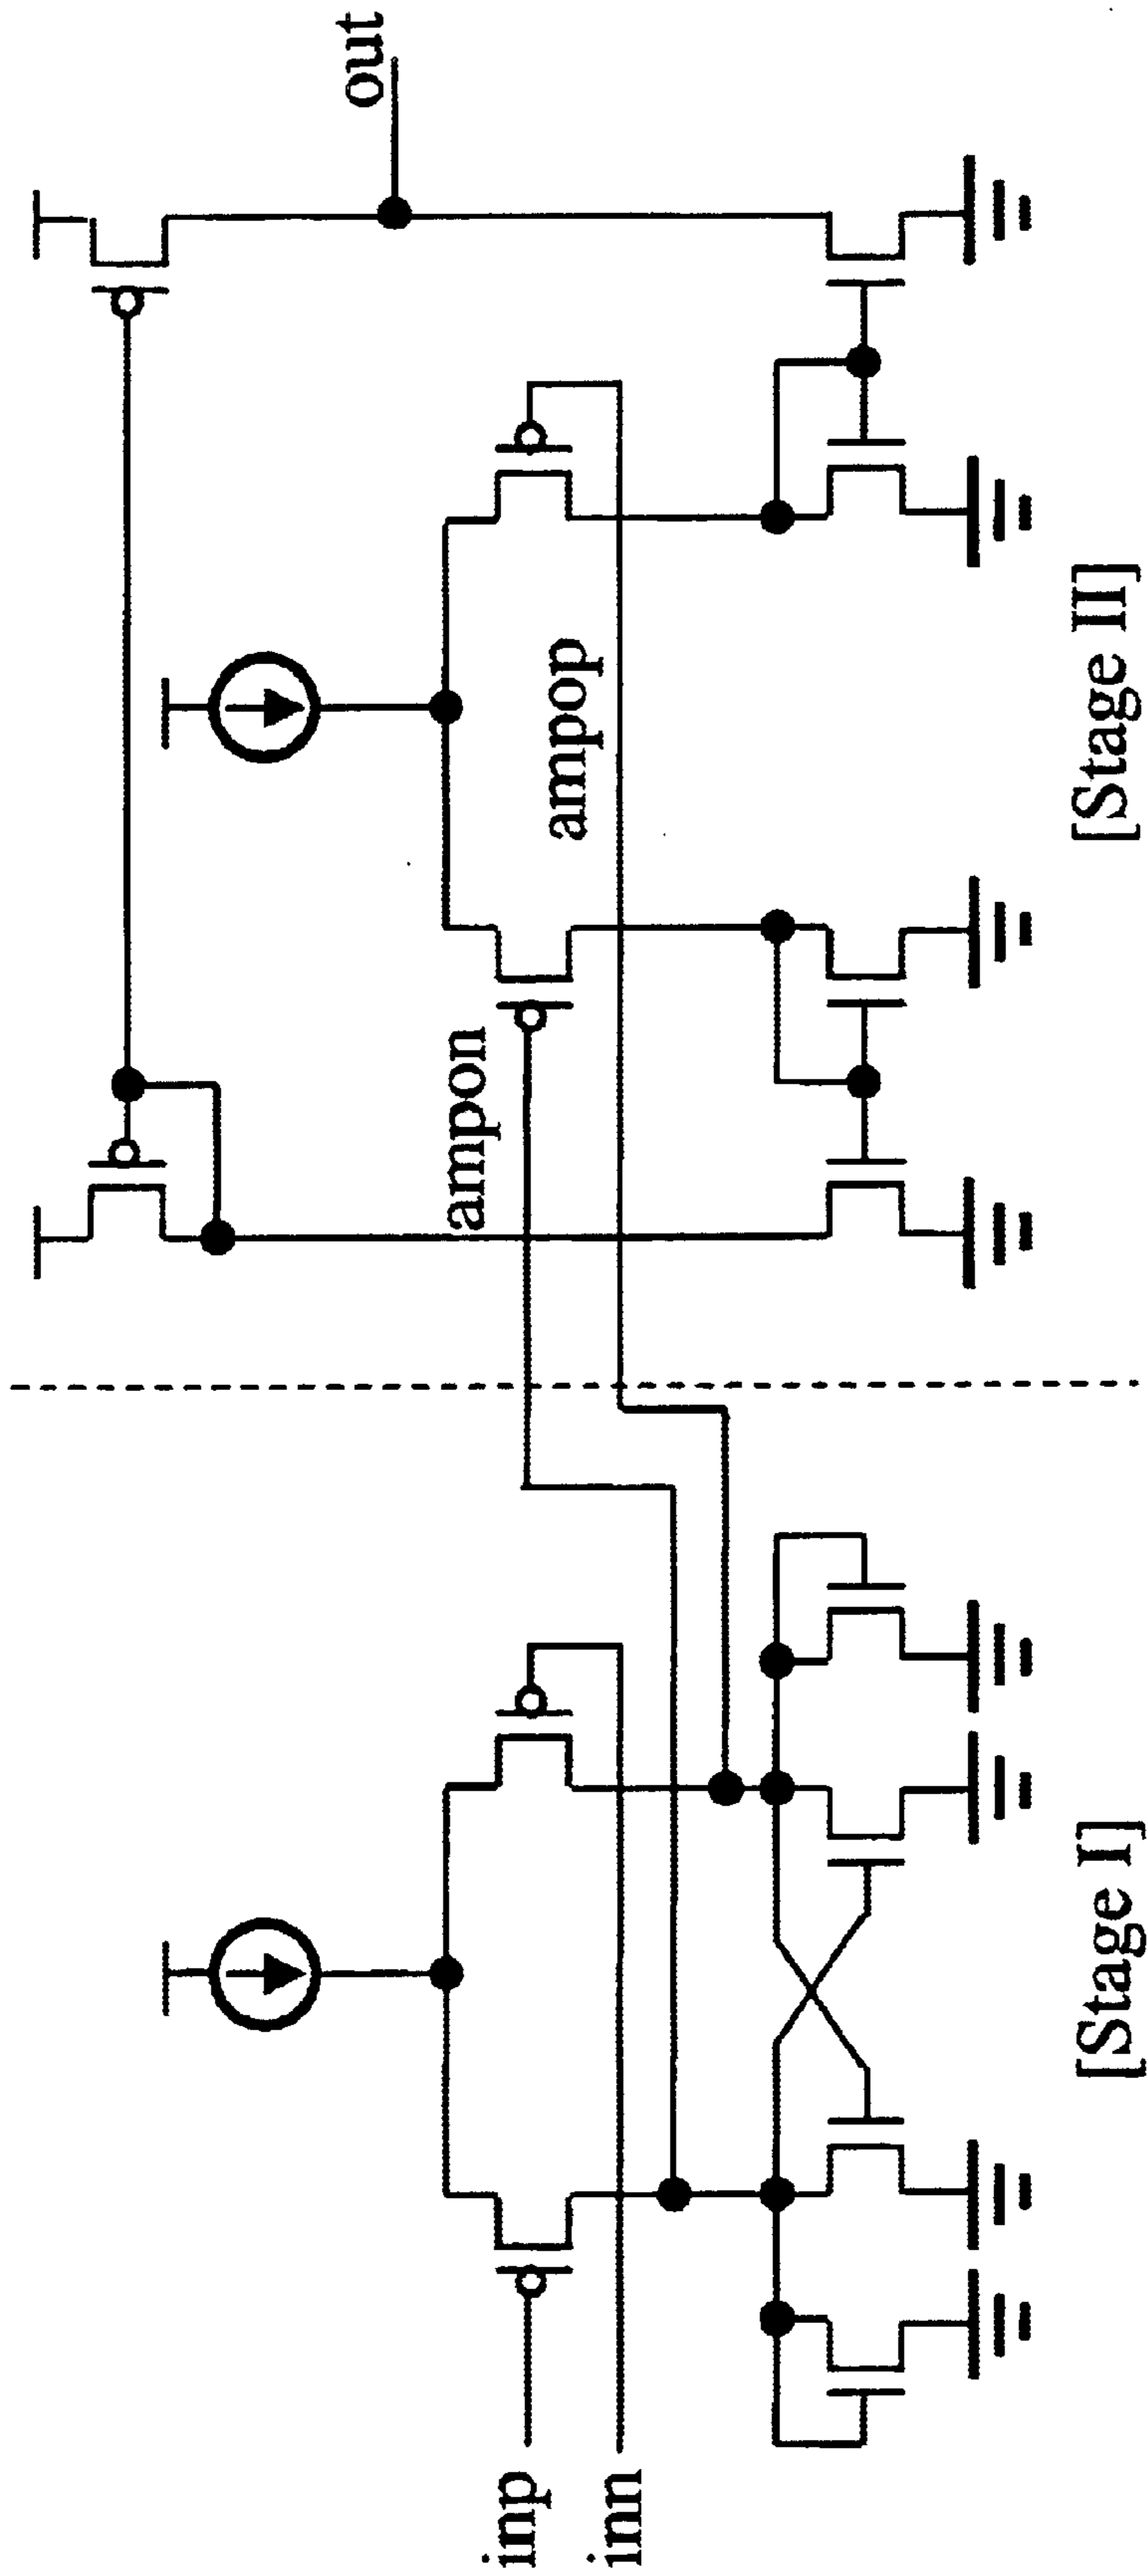 inp
inn
ampon
ampop
out
[Stage I]
[Stage II]